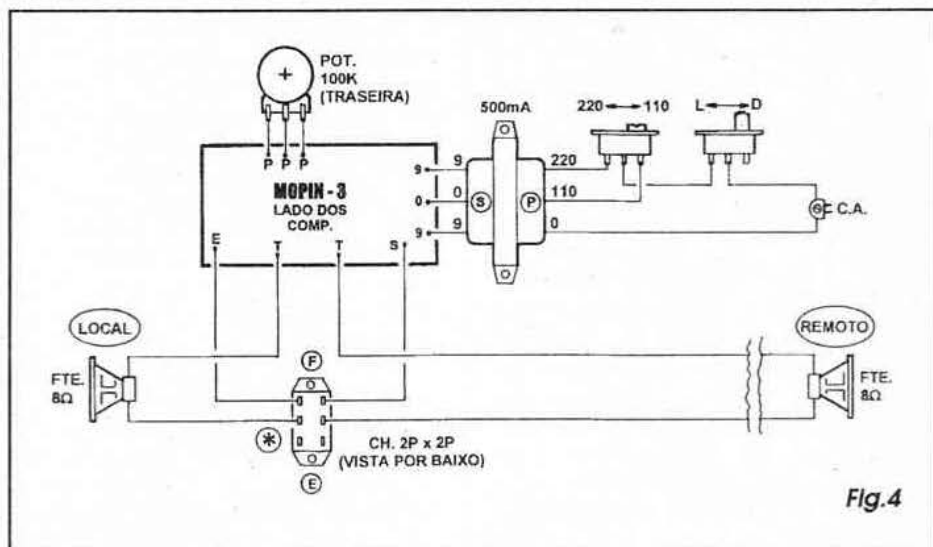 POT.
100K
(TRASEIRA)
P P P
MOPIN - 3
LADO DOS
COMP.
9
0
9
E T T S
9
0
9
S
P
500mA
220
110
0
220 110
L D
C.A.
LOCAL
FTE.
8Ω
REMOTO
FTE.
8Ω
F
*
CH. 2P x 2P
(VISTA POR BAIXO)
E
Fig.4